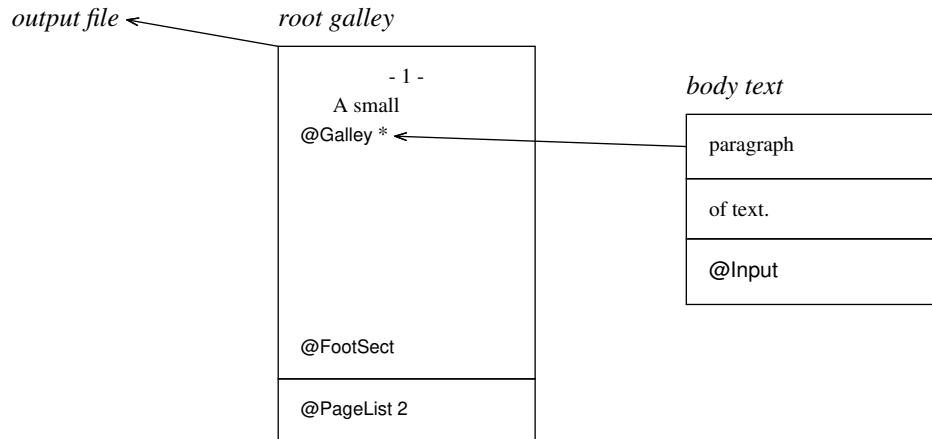 output file
root galley
- 1 -
A small
@Galley *
@FootSect
@PageList 2
body text
paragraph
of text.
@Input